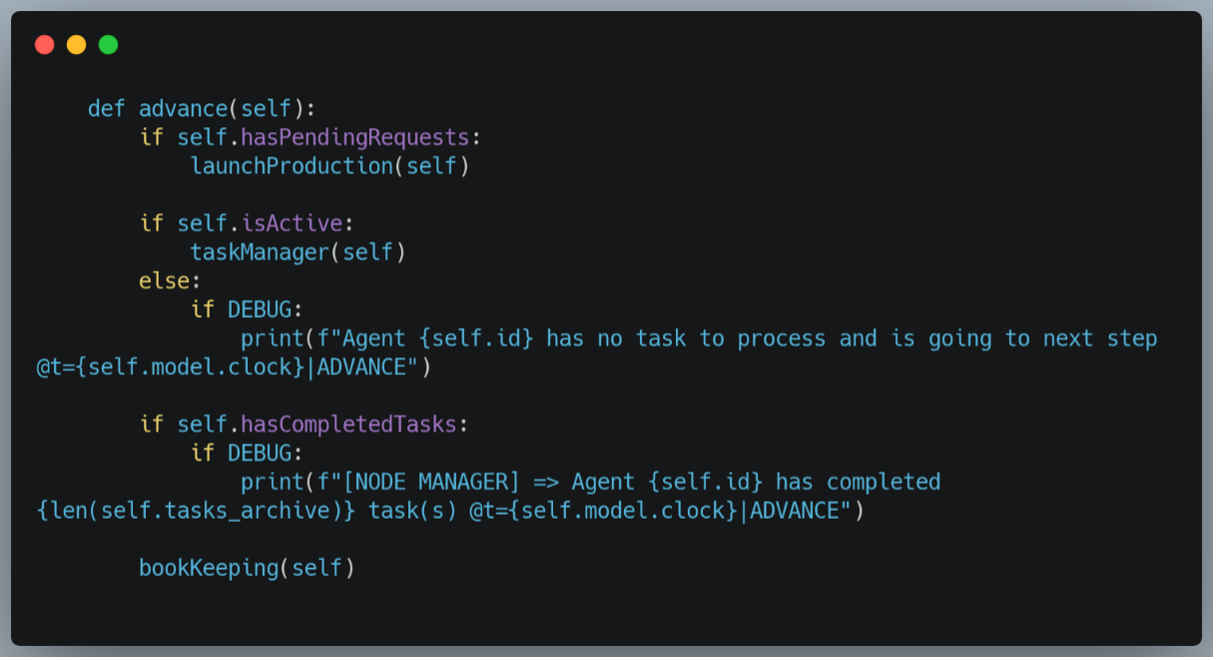 def advance(self):
if self.hasPendingRequests:
launchProduction(self)
if self.isActive:
taskManager(self)
else:
if DEBUG:
print(f"Agent {self.id} has no task to process and is going to next step
@t={self.model.clock}|ADVANCE")
if self.hasCompletedTasks:
if DEBUG:
print(f"[NODE MANAGER] => Agent {self.id} has completed
{len(self.tasks_archive)} task(s) @t={self.model.clock}|ADVANCE")
bookKeeping(self)